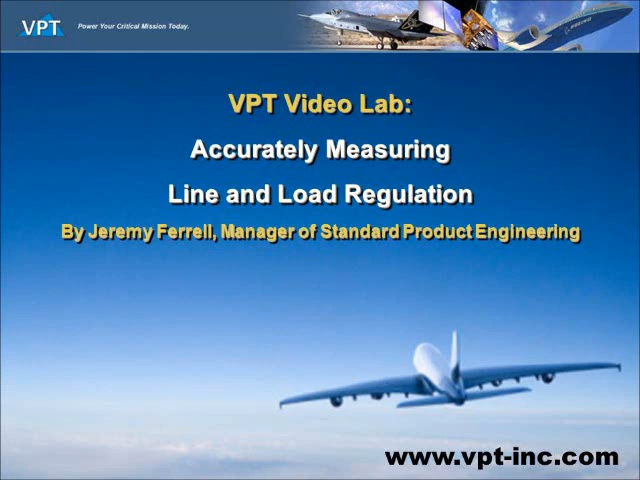 VPT Power Your Critical Mission Today.
BOEING
VPT Video Lab:
Accurately Measuring
Line and Load Regulation
By Jeremy Ferrell, Manager of Standard Product Engineering
www.vpt-inc.com